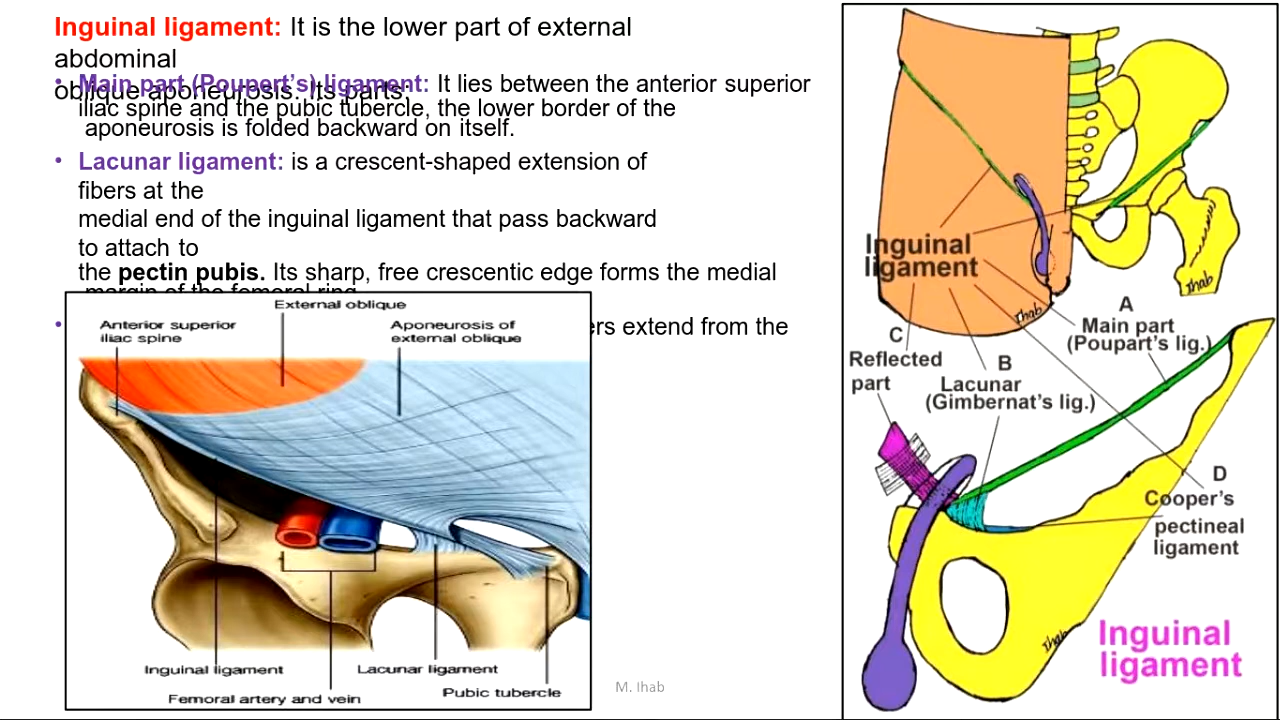 Inguinal ligament: It is the lower part of external
abdominal
oblique aponeurosis. Its parts
• Main part (Poupert’s) ligament: It lies between the anterior superior
iliac spine and the pubic tubercle, the lower border of the
aponeurosis is folded backward on itself.
• Lacunar ligament: is a crescent-shaped extension of
fibers at the
medial end of the inguinal ligament that pass backward
to attach to
the pectin pubis. Its sharp, free crescentic edge forms the medial
margin of the femoral ring
• ers extend from the
External oblique
Anterior superior
iliac spine
Aponeurosis of
external oblique
Inguinal ligament
Lacunar ligament
Femoral artery and vein
Pubic tubercle
M. Ihab
Inguinal
ligament
Ihab
Ihab
A
Main part
(Poupart’s lig.)
C
Reflected
part
B
Lacunar
(Gimbernat’s lig.)
D
Cooper’s
pectineal
ligament
Ihab
Inguinal
ligament